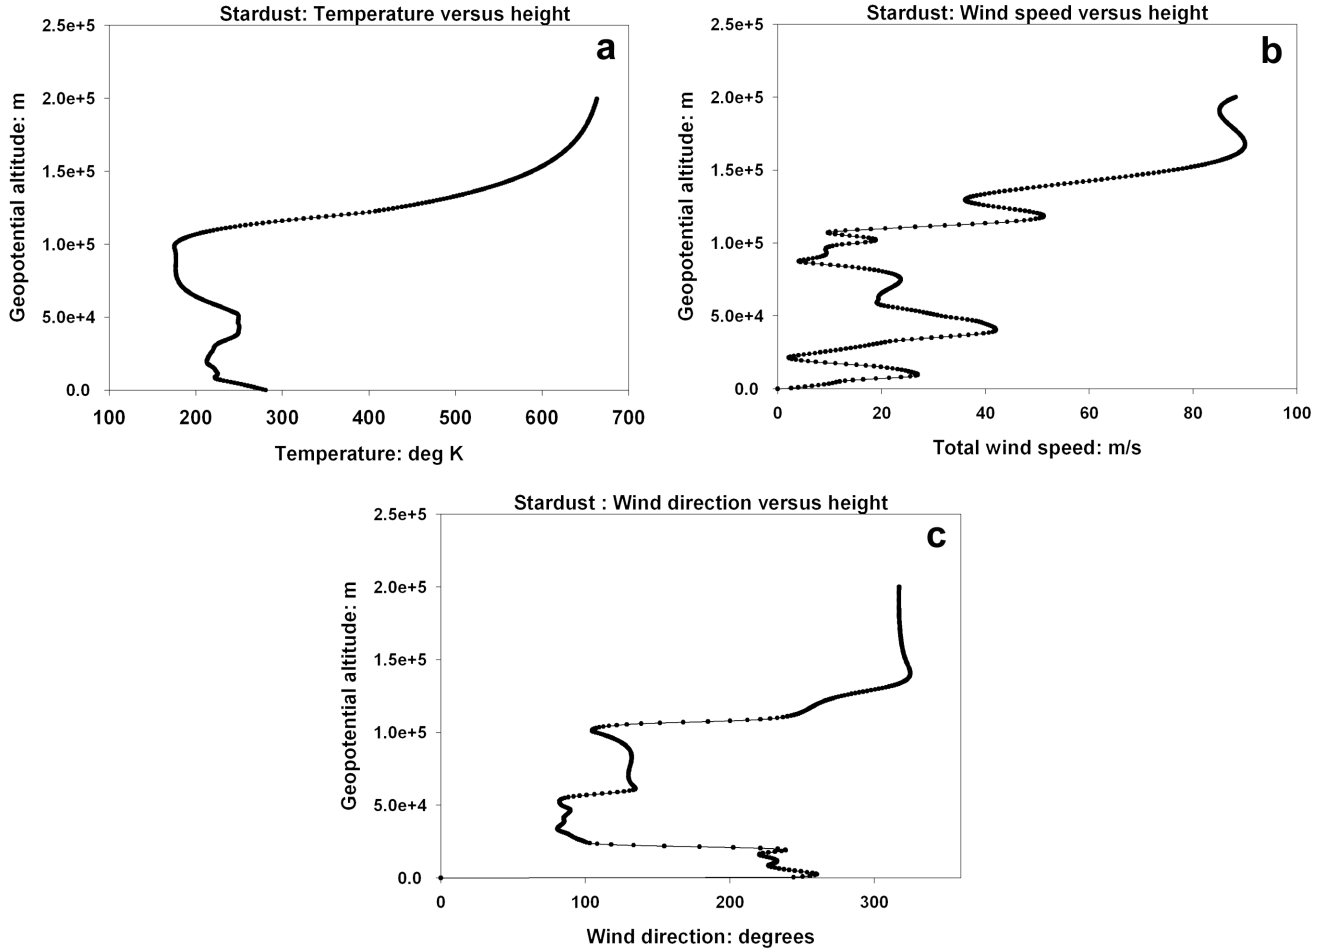 Stardust: Temperature versus height
a
Geopotential altitude: m
2.5e+5
2.0e+5
1.5e+5
1.0e+5
5.0e+4
0.0
100 200 300 400 500 600 700
Temperature: deg K
Stardust: Wind speed versus height
b
Geopotential altitude: m
2.5e+5
2.0e+5
1.5e+5
1.0e+5
5.0e+4
0.0
0 20 40 60 80 100
Total wind speed: m/s
Stardust : Wind direction versus height
c
Geopotential altitude: m
2.5e+5
2.0e+5
1.5e+5
1.0e+5
5.0e+4
0.0
0 100 200 300
Wind direction: degrees